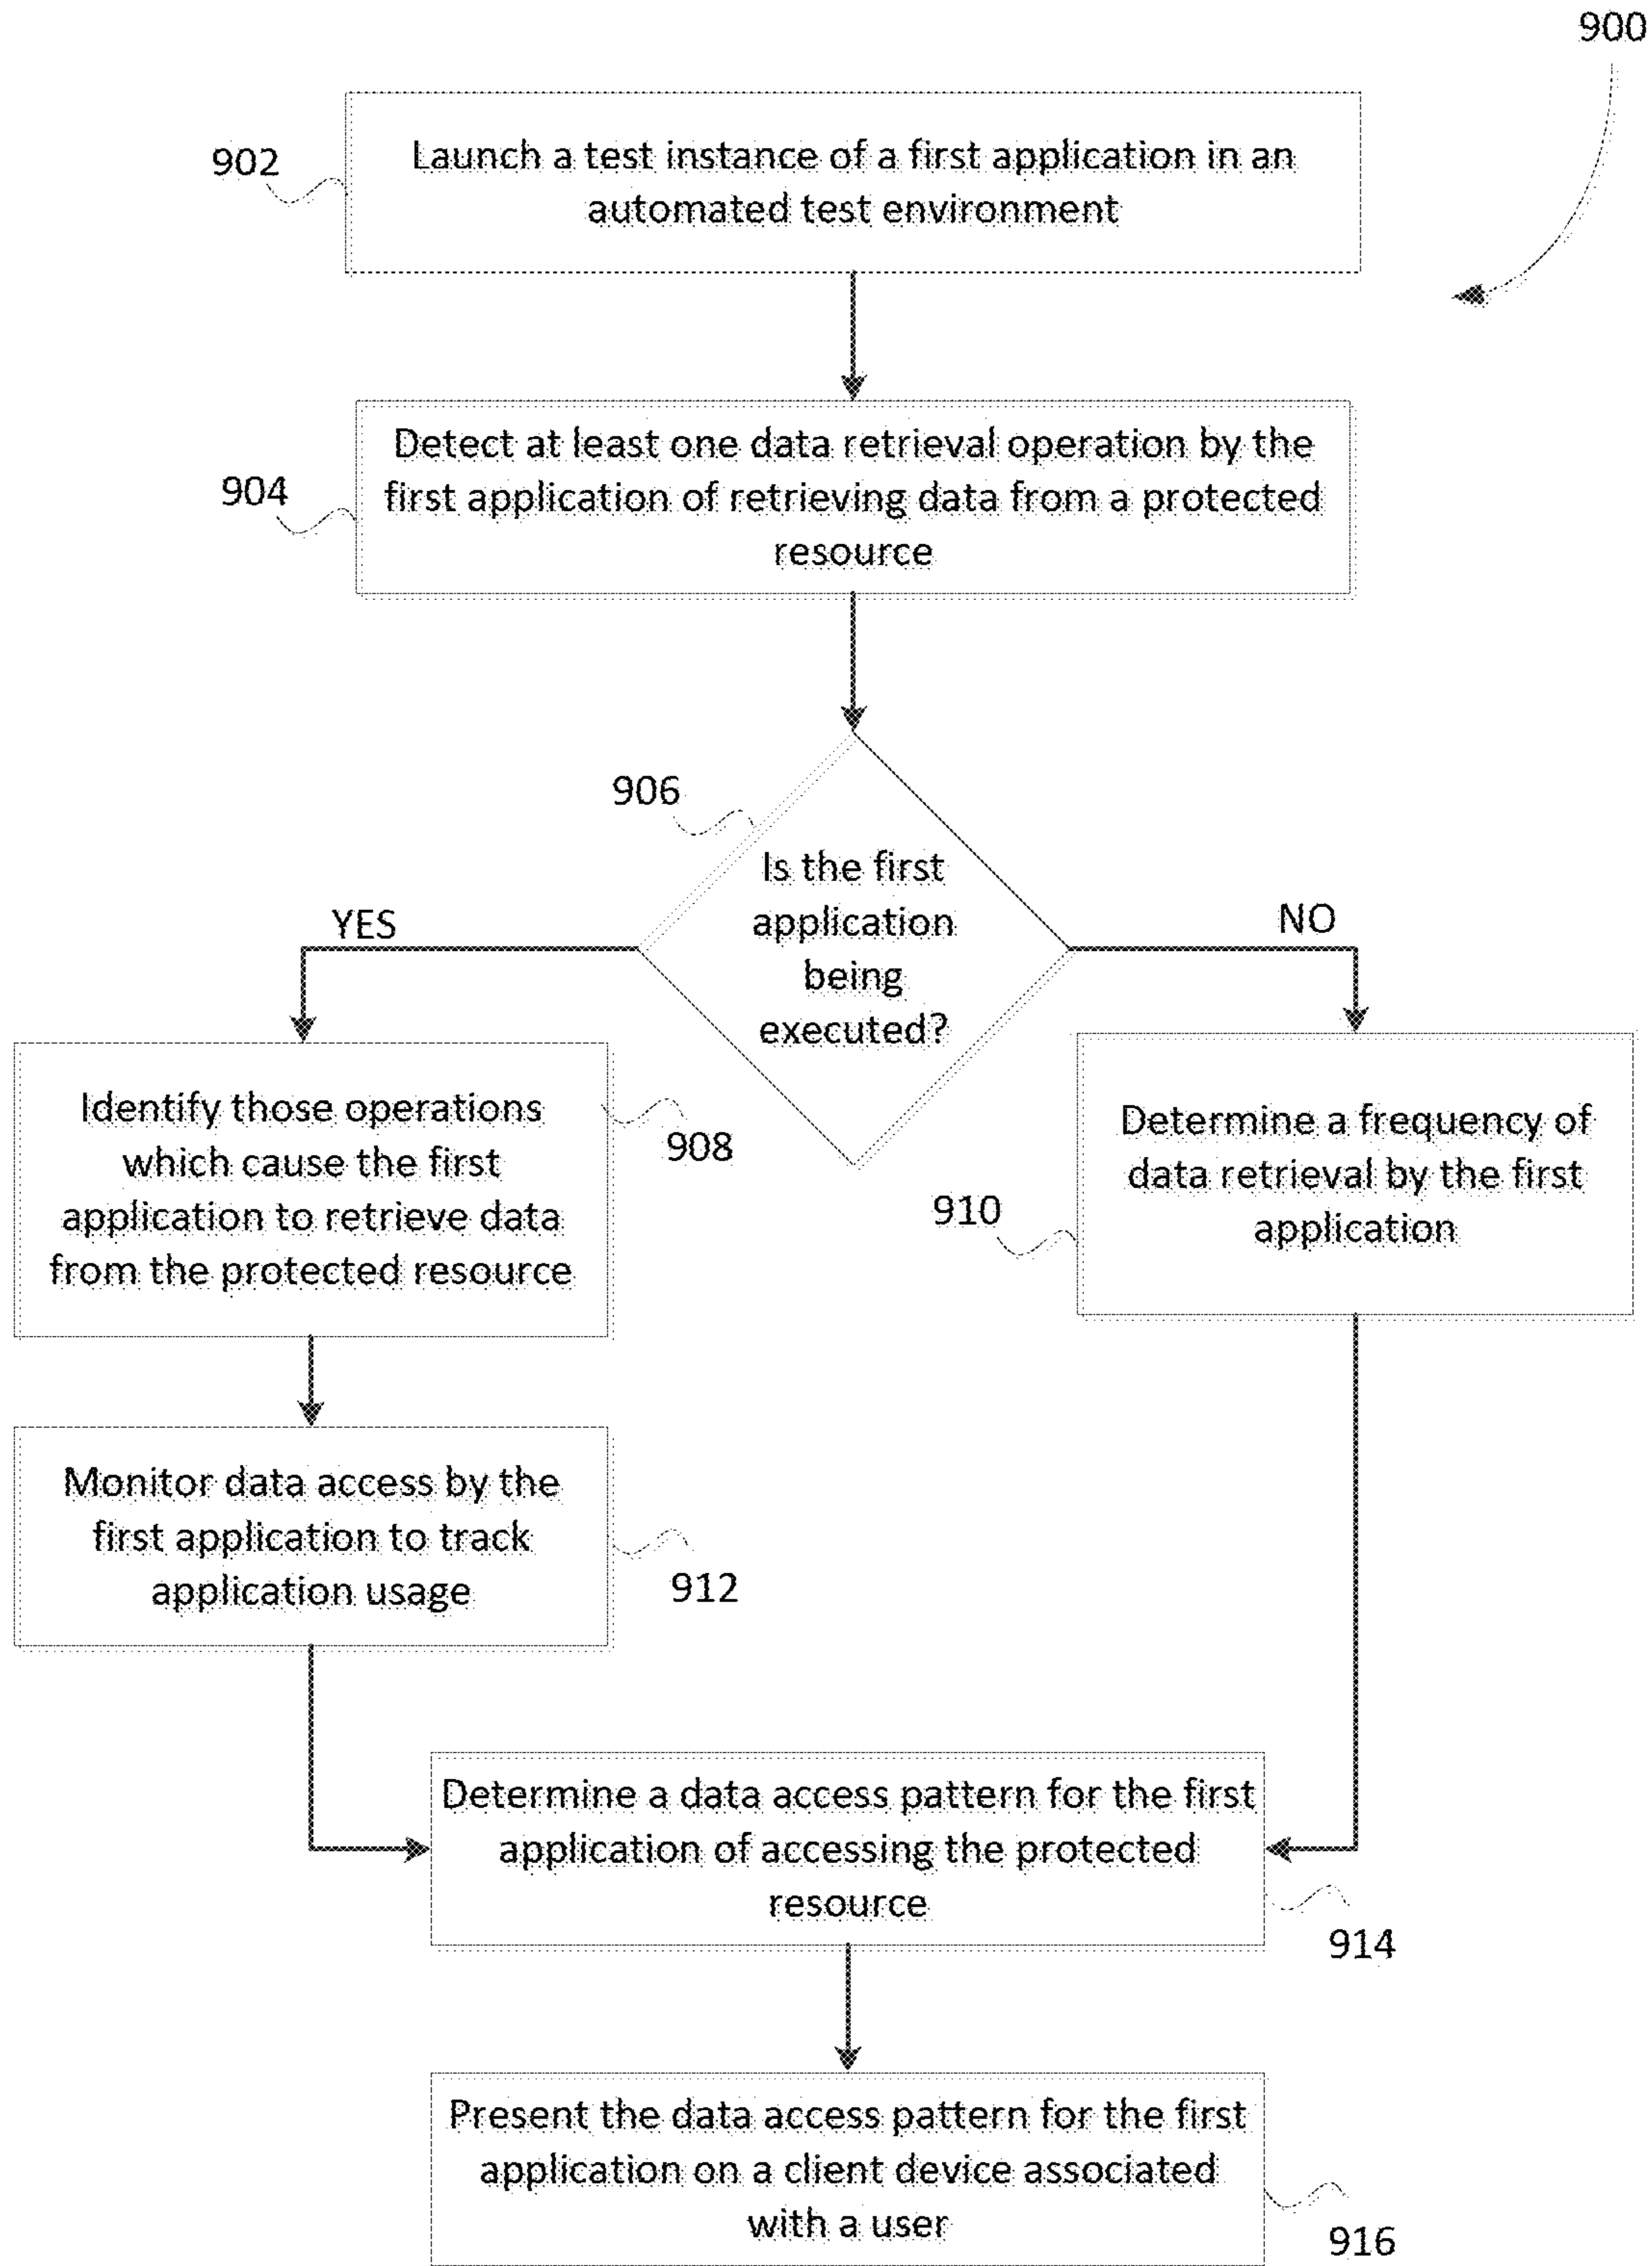 900
902
Launch a test instance of a first application in an
automated test environment
904
Detect at least one data retrieval operation by the
first application of retrieving data from a protected
resource
906
Is the first
application
being
executed?
YES
NO
Identify those operations
which cause the first
application to retrieve data
from the protected resource
908
910
Determine a frequency of
data retrieval by the first
application
Monitor data access by the
first application to track
application usage
912
Determine a data access pattern for the first
application of accessing the protected
resource
914
Present the data access pattern for the first
application on a client device associated
with a user
916